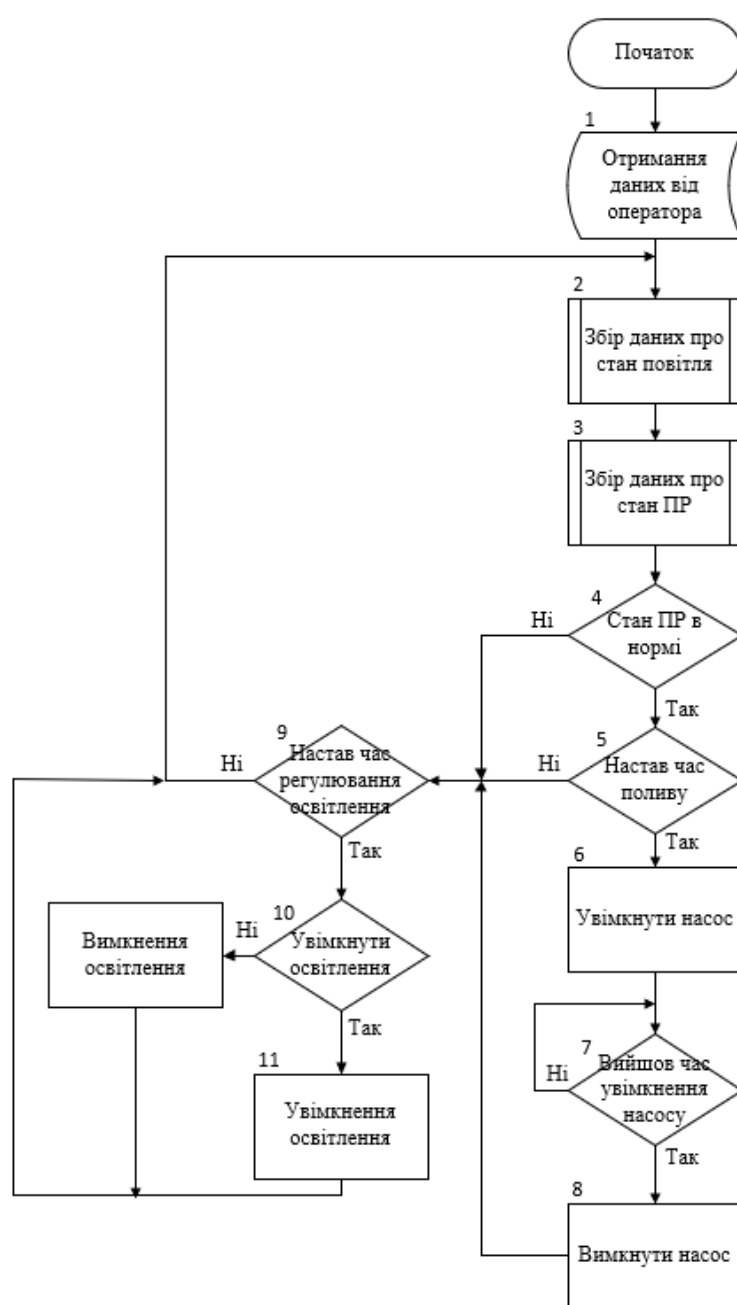 Початок
1
Отримання
даних від
оператора
2
Збір даних про
стан повітля
3
Збір даних про
стан ПР
4
Ні
Стан ПР в
нормі
Так
5
Ні
Настав час
поливу
Так
6
Увімкнути насос
7
Ні
Вийшов час
увімкнення
насосу
Так
8
Вимкнути насос
9
Ні
Настав час
регулювання
освітлення
Так
10
Ні
Увімкнути
освітлення
Так
Вимкнення
освітлення
11
Увімкнення
освітлення